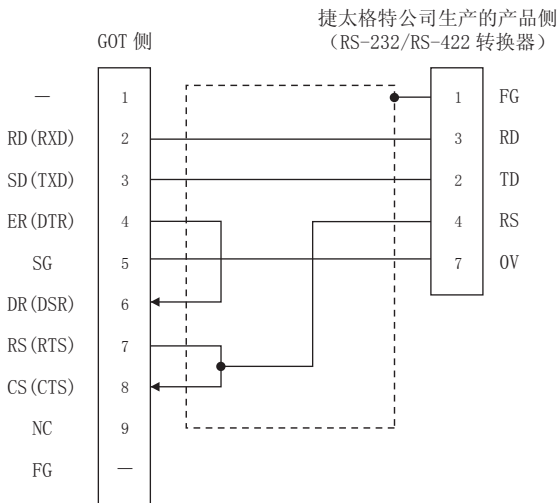 捷太格特公司生产的产品侧
GOT 侧 (RS-232/RS-422 转换器)
— 1 1 FG
RD(RXD) 2 3 RD
SD(TXD) 3 2 TD
ER(DTR) 4 4 RS
SG 5 7 0V
DR(DSR) 6
RS(RTS) 7
CS(CTS) 8
NC 9
FG —